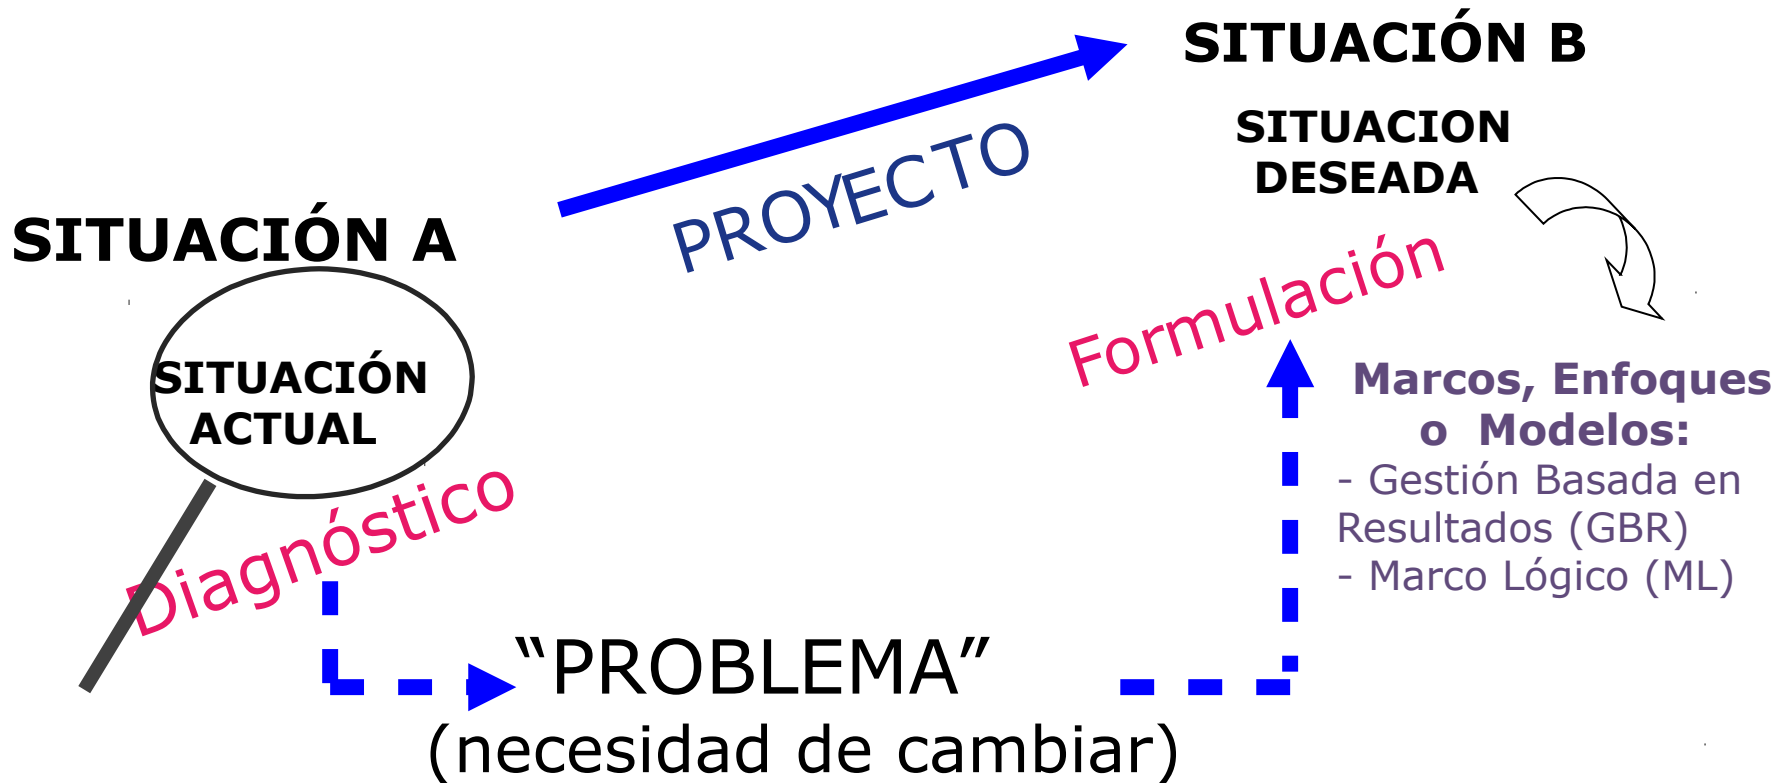 SITUACIÓN B
SITUACION
DESEADA
PROYECTO
SITUACIÓN A
SITUACIÓN
ACTUAL
Diagnóstico
Formulación
Marcos, Enfoques
o Modelos:
- Gestión Basada en
Resultados (GBR)
- Marco Lógico (ML)
“PROBLEMA”
(necesidad de cambiar)